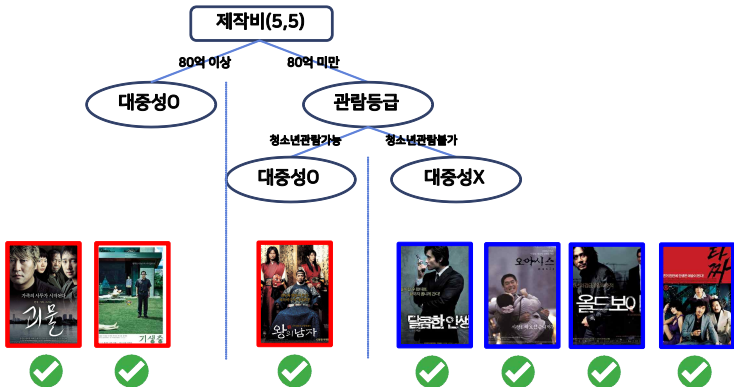 제작비(5,5)
80억 이상
80억 미만
대중성O
관람등급
청소년관람가능
청소년관람불가
대중성O
대중성X
괴물
기생충
왕의남자
달콤한 인생
오아시스
올드보이
타짜